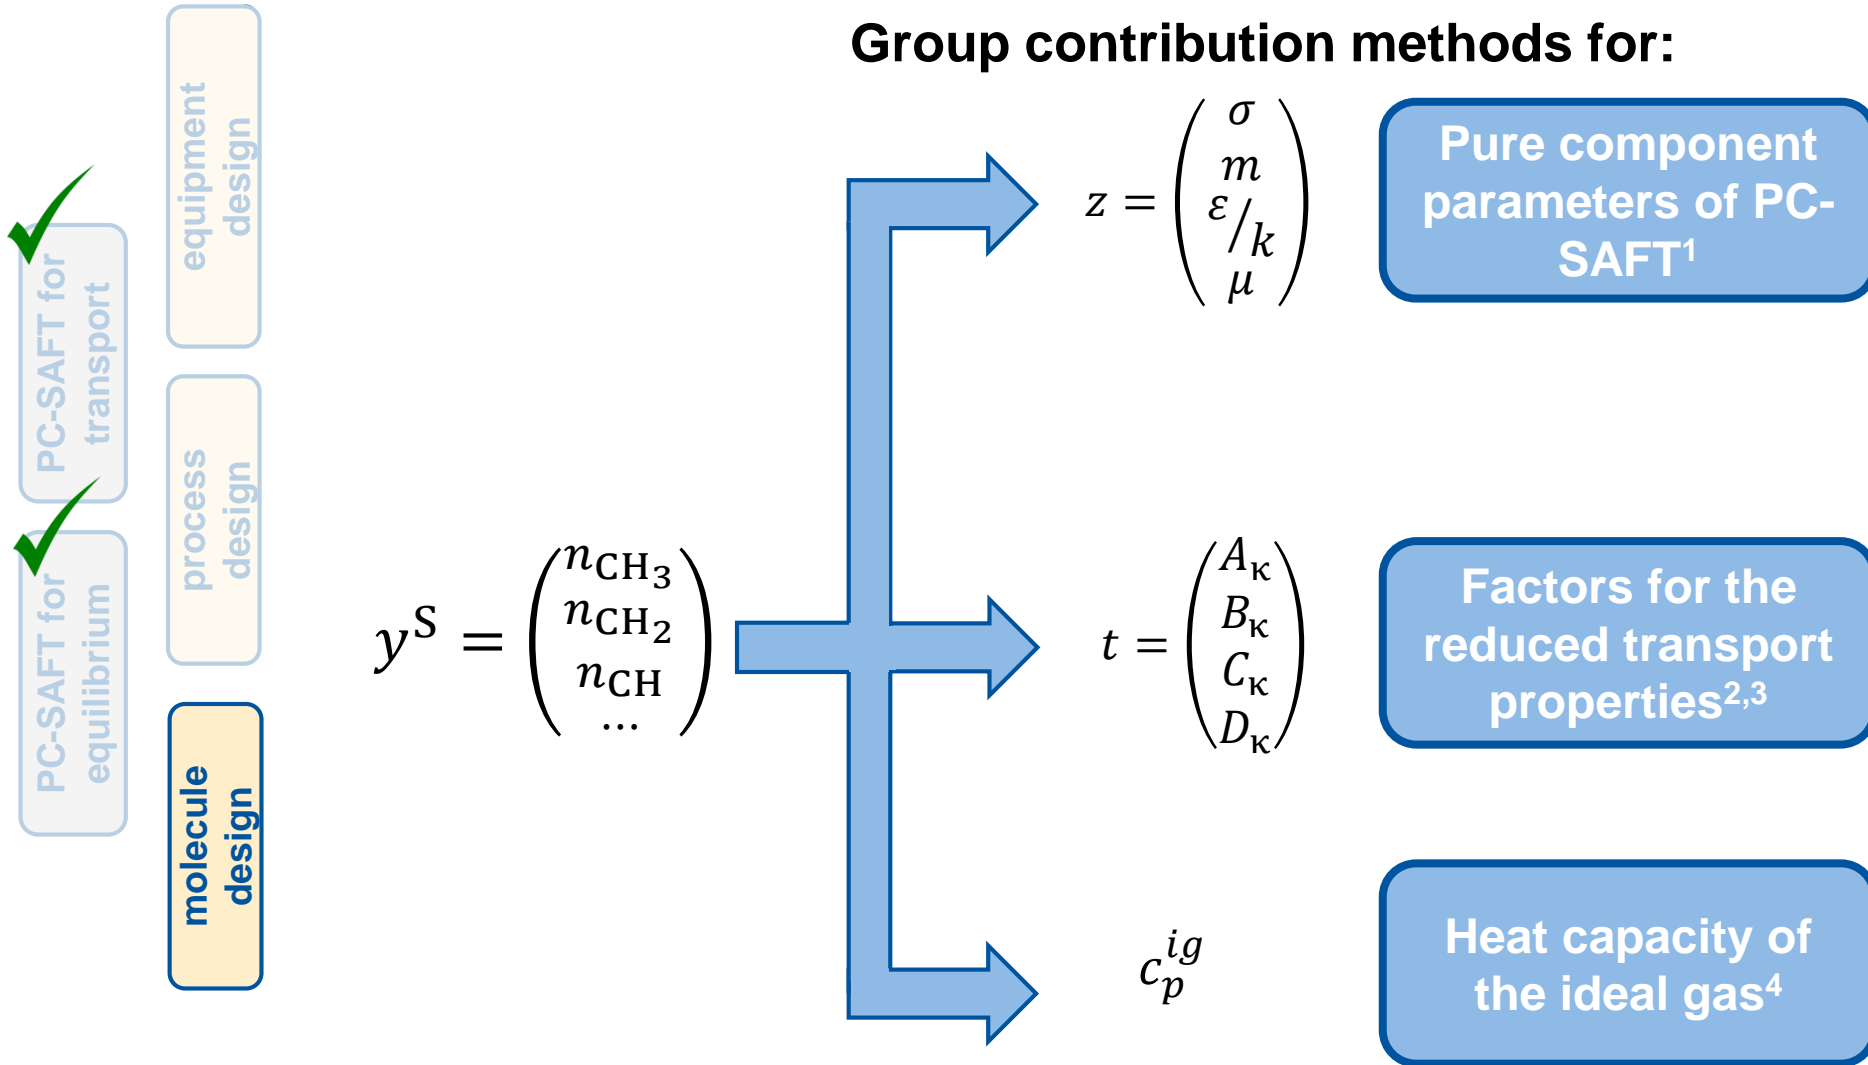 Group contribution methods for:
equipment
design
PC-SAFT for
transport
process
design
PC-SAFT for
equilibrium
molecule
design
y^S = (n_CH₃
n_CH₂
n_CH
...)
z = (σ
m
ε/k
μ)
Pure component
parameters of PC-
SAFT¹
t = (A_κ
B_κ
C_κ
D_κ)
Factors for the
reduced transport
properties²,³
c_p^ig
Heat capacity of
the ideal gas⁴